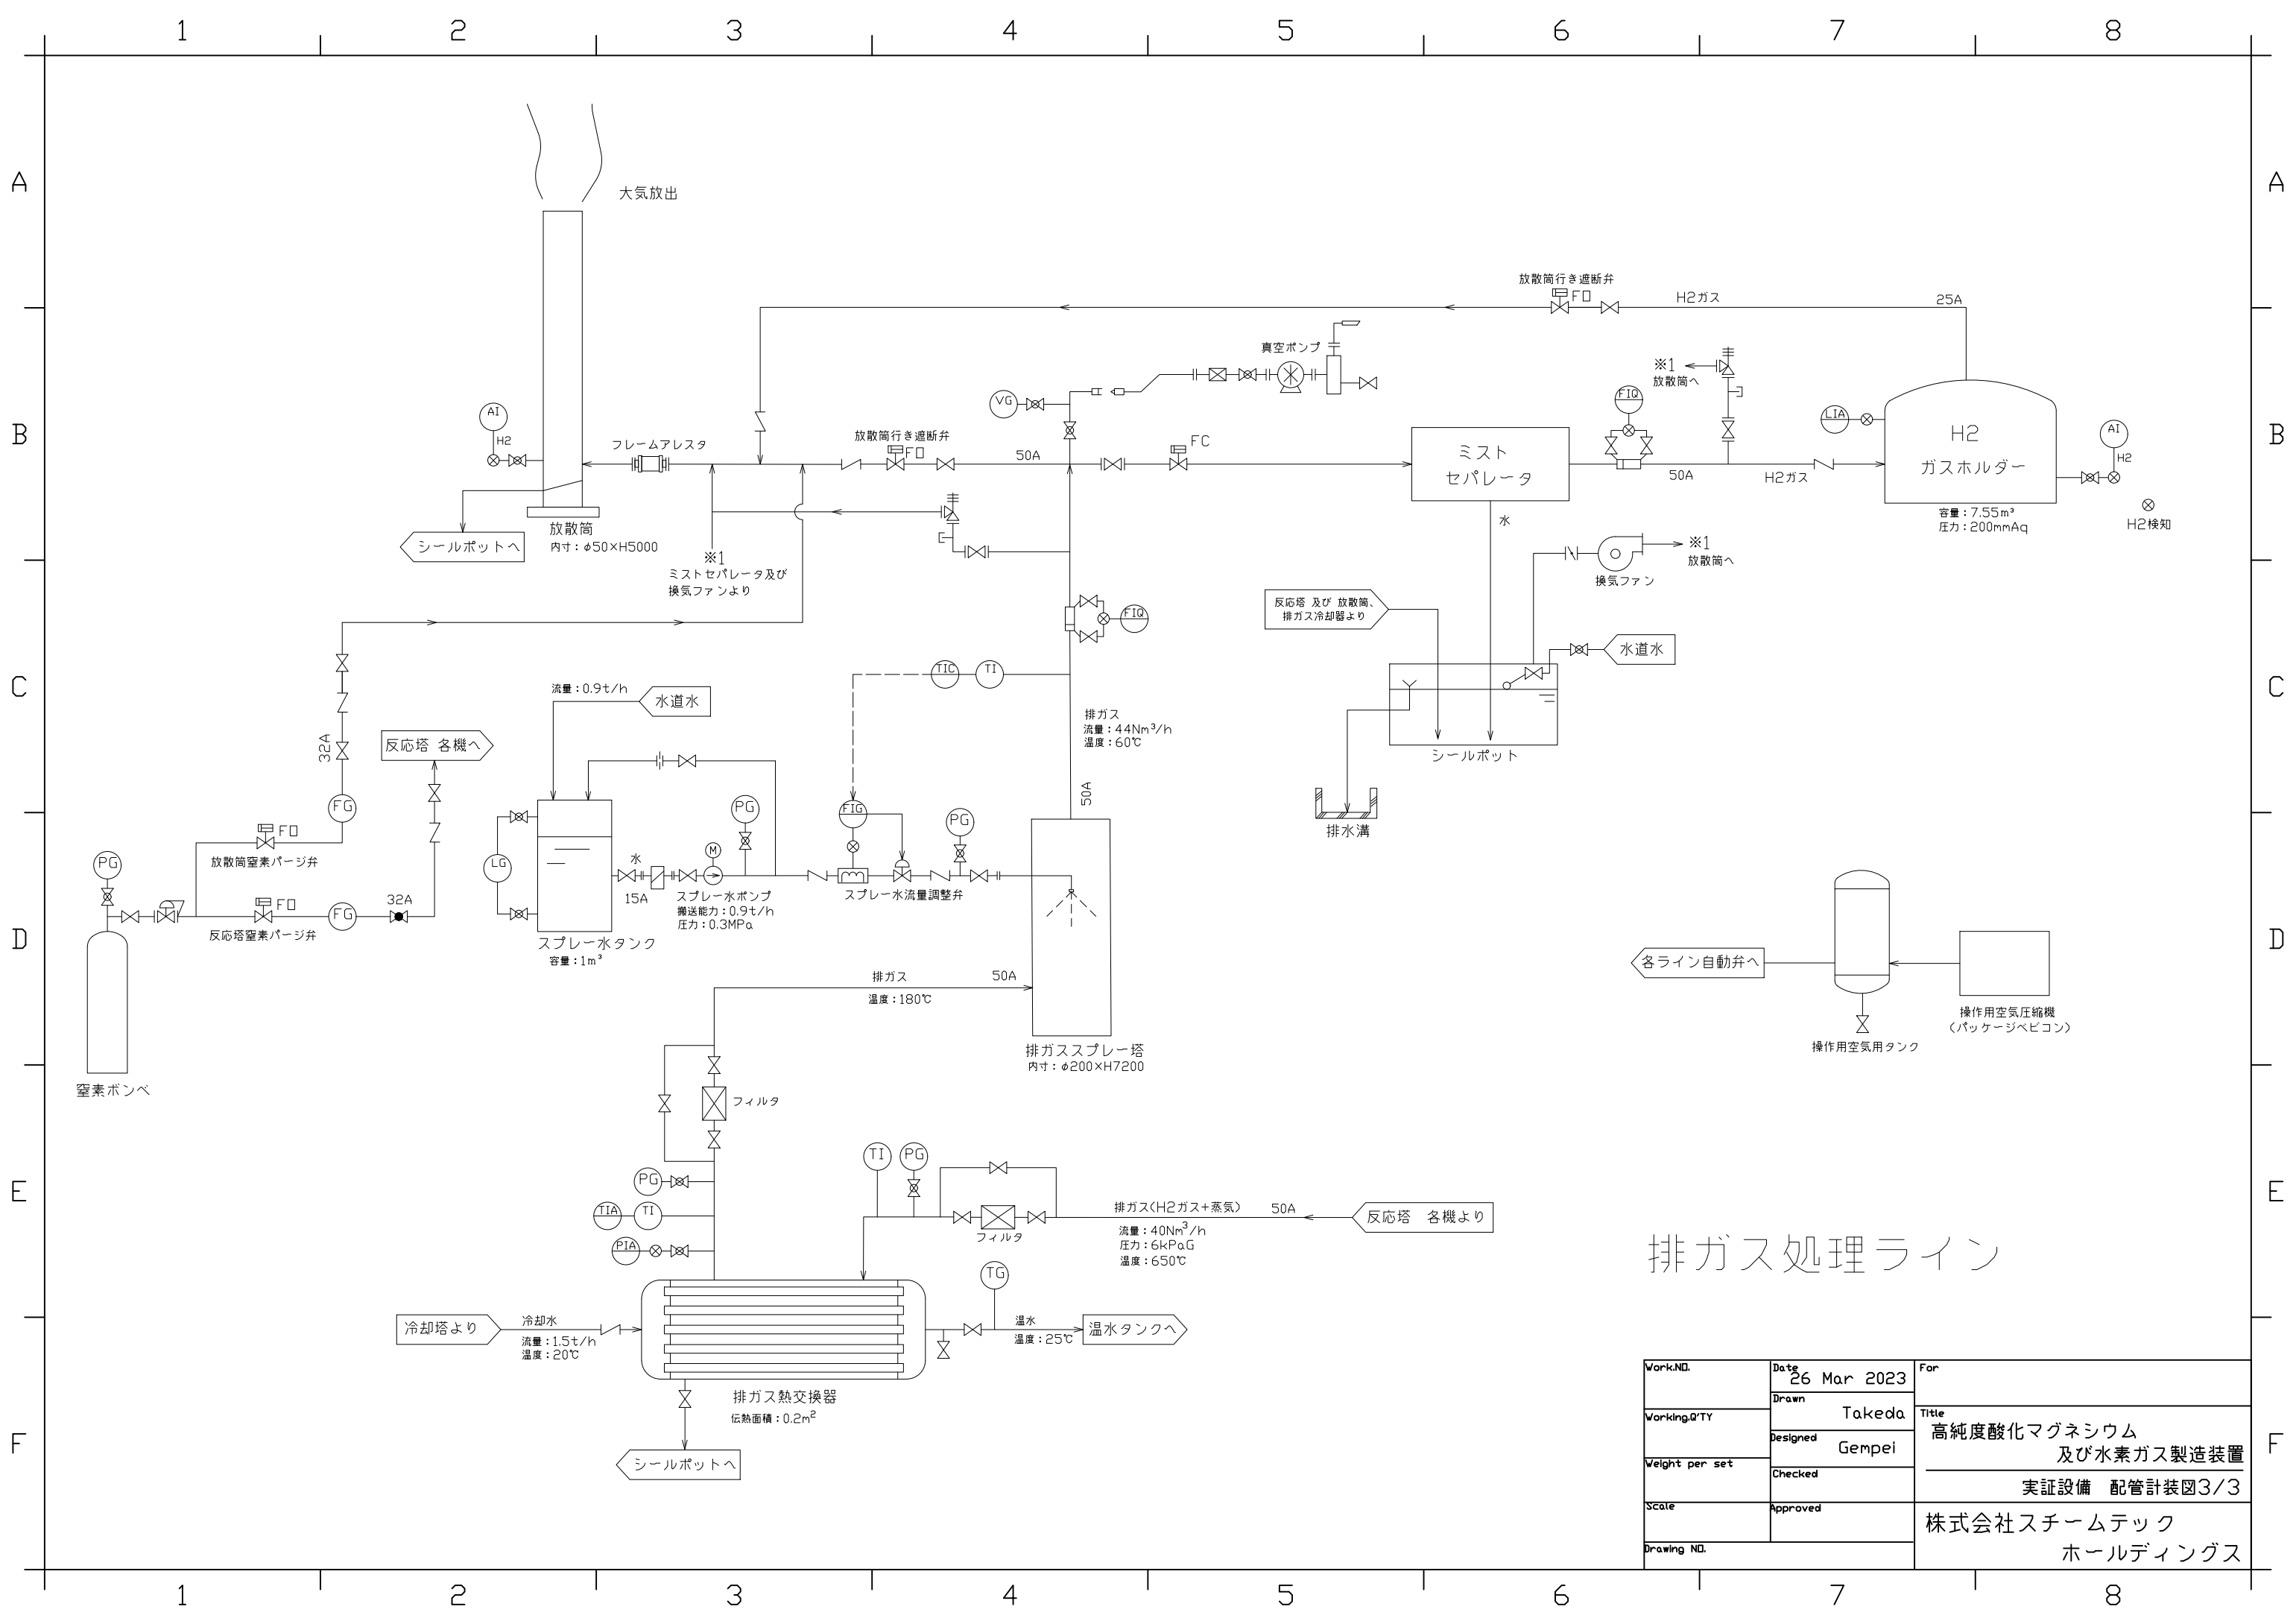 1 2 3 4 5 6 7 8
A
B
C
D
E
F
A
B
C
D
E
F
大気放出
放散筒行き遮断弁
FO
H2ガス
25A
真空ポンプ
※1
放散筒へ
FIQ
VG
LIA
AI
H2
AI
H2
フレームアレスタ
放散筒行き遮断弁
FO
50A
FC
ミスト
セパレータ
50A
H2ガス
H2
ガスホルダー
容量:7.55m³
圧力:200mmAq
H2検知
水
シールポットへ
放散筒
内寸:φ50×H5000
※1
ミストセパレータ及び
換気ファンより
※1
放散筒へ
換気ファン
反応塔 及び 放散筒、
排ガス冷却器より
FIQ
水道水
TIC
TI
流量:0.9t/h
水道水
排ガス
流量:44Nm³/h
温度:60℃
シールポット
32A
反応塔 各機へ
50A
FG
PG
FIG
PG
排水溝
FO
放散筒窒素パージ弁
PG
LG
水
M
15A
スプレー水ポンプ
搬送能力:0.9t/h
圧力:0.3MPa
スプレー水流量調整弁
FO
FG
32A
反応塔窒素パージ弁
スプレー水タンク
容量:1m³
排ガス
50A
温度:180℃
各ライン自動弁へ
操作用空気圧縮機
(パッケージベビコン)
操作用空気用タンク
排ガススプレー塔
内寸:φ200×H7200
窒素ボンベ
フィルタ
PG
TIA
TI
PIA
TI
PG
フィルタ
排ガス(H2ガス+蒸気)
50A
反応塔 各機より
流量:40Nm³/h
圧力:6kPaG
温度:650℃
TG
排ガス処理ライン
冷却塔より
冷却水
流量:1.5t/h
温度:20℃
温水
温度:25℃
温水タンクへ
排ガス熱交換器
伝熱面積:0.2m²
シールポットへ
Work.NO.
Date
26 Mar 2023
For
Drawn
Takeda
Working.Q'TY
Title
高純度酸化マグネシウム
及び水素ガス製造装置
Designed
Gempei
Weight per set
Checked
実証設備 配管計装図3/3
Scale
Approved
株式会社スチームテック
ホールディングス
Drawing NO.
1 2 3 4 5 6 7 8